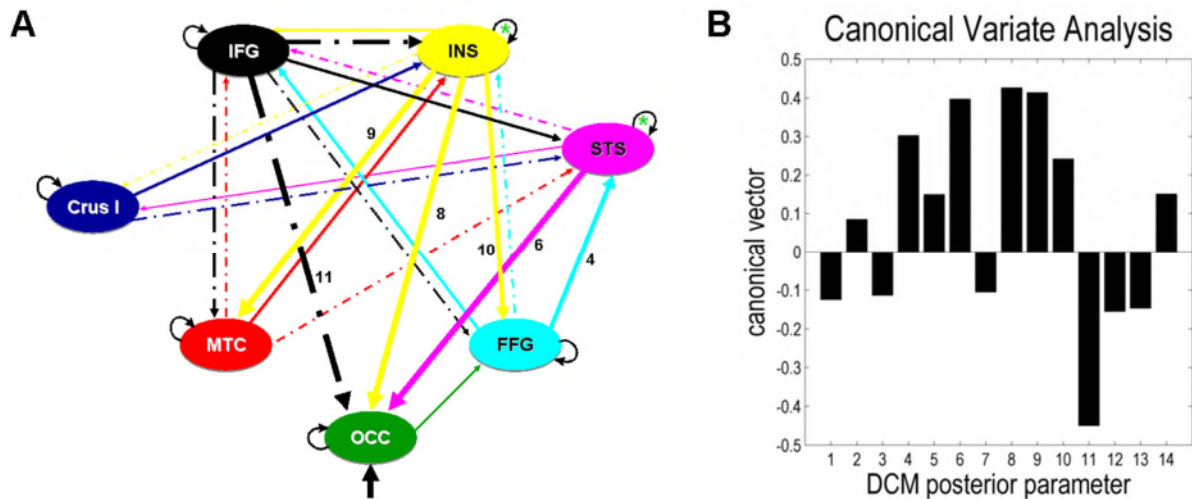 A
IFG
INS
*
STS
*
Crus I
9
8
10
6
4
11
MTC
FFG
OCC
B
Canonical Variate Analysis
canonical vector
0.5
0.4
0.3
0.2
0.1
0
-0.1
-0.2
-0.3
-0.4
-0.5
1 2 3 4 5 6 7 8 9 10 11 12 13 14
DCM posterior parameter